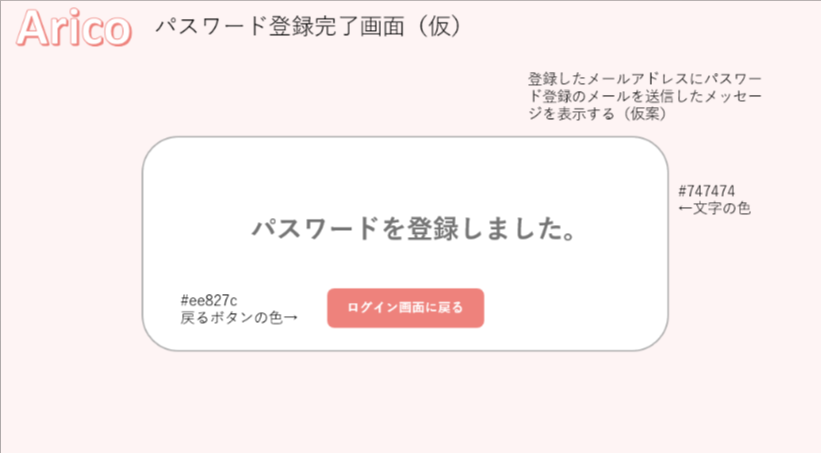 Arico パスワード登録完了画面（仮）
登録したメールアドレスにパスワー
ド登録のメールを送信したメッセー
ジを表示する（仮案）
#747474
←文字の色
パスワードを登録しました。
#ee827c
戻るボタンの色→
ログイン画面に戻る